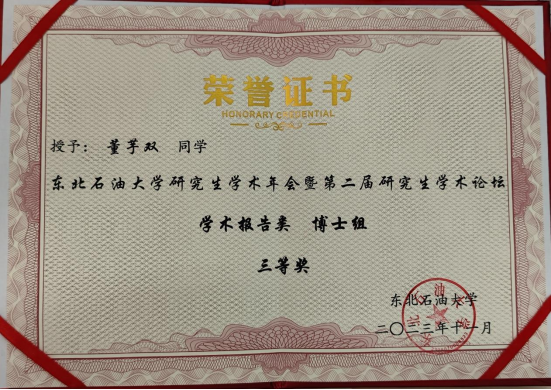 荣誉证书
HONORARY CREDENTIAL
授予： 董芋双 同学
东北石油大学研究生学术年会暨第二届研究生学术论坛
学术报告类 博士组
三等奖
东北石油大学
二〇二三年十一月